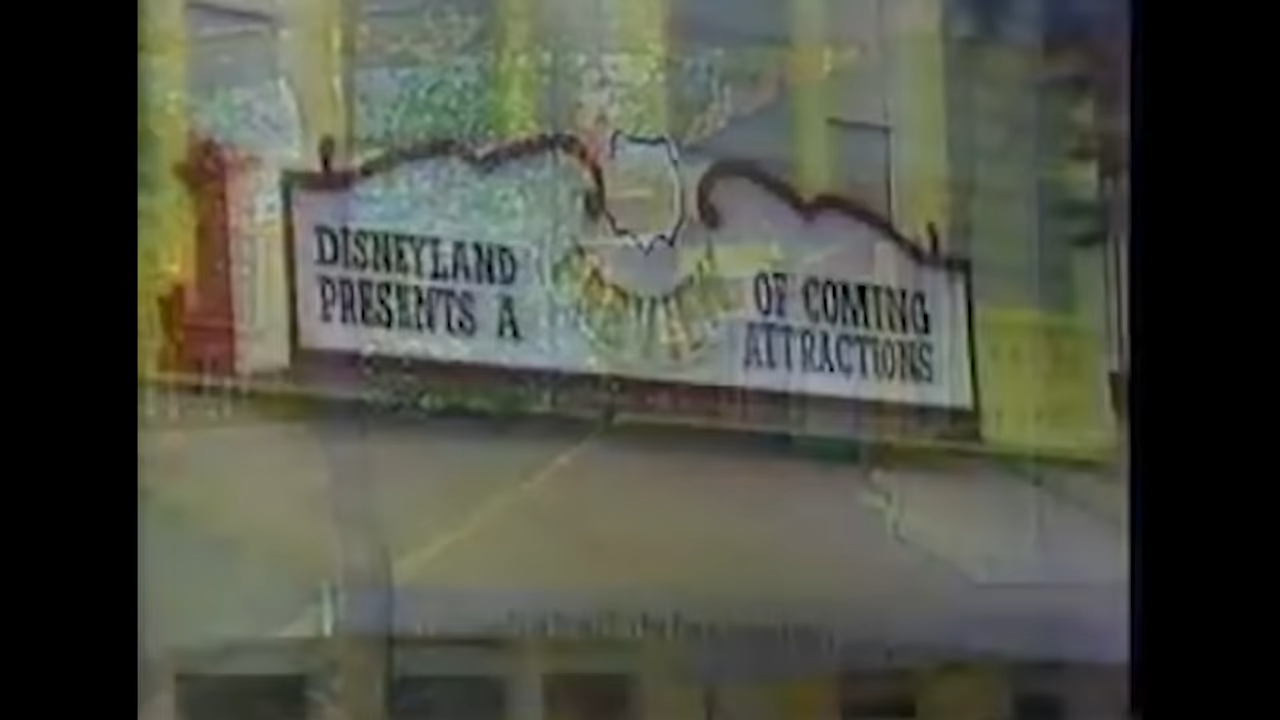 DISNEYLAND
PRESENTS A
OF COMING
ATTRACTIONS